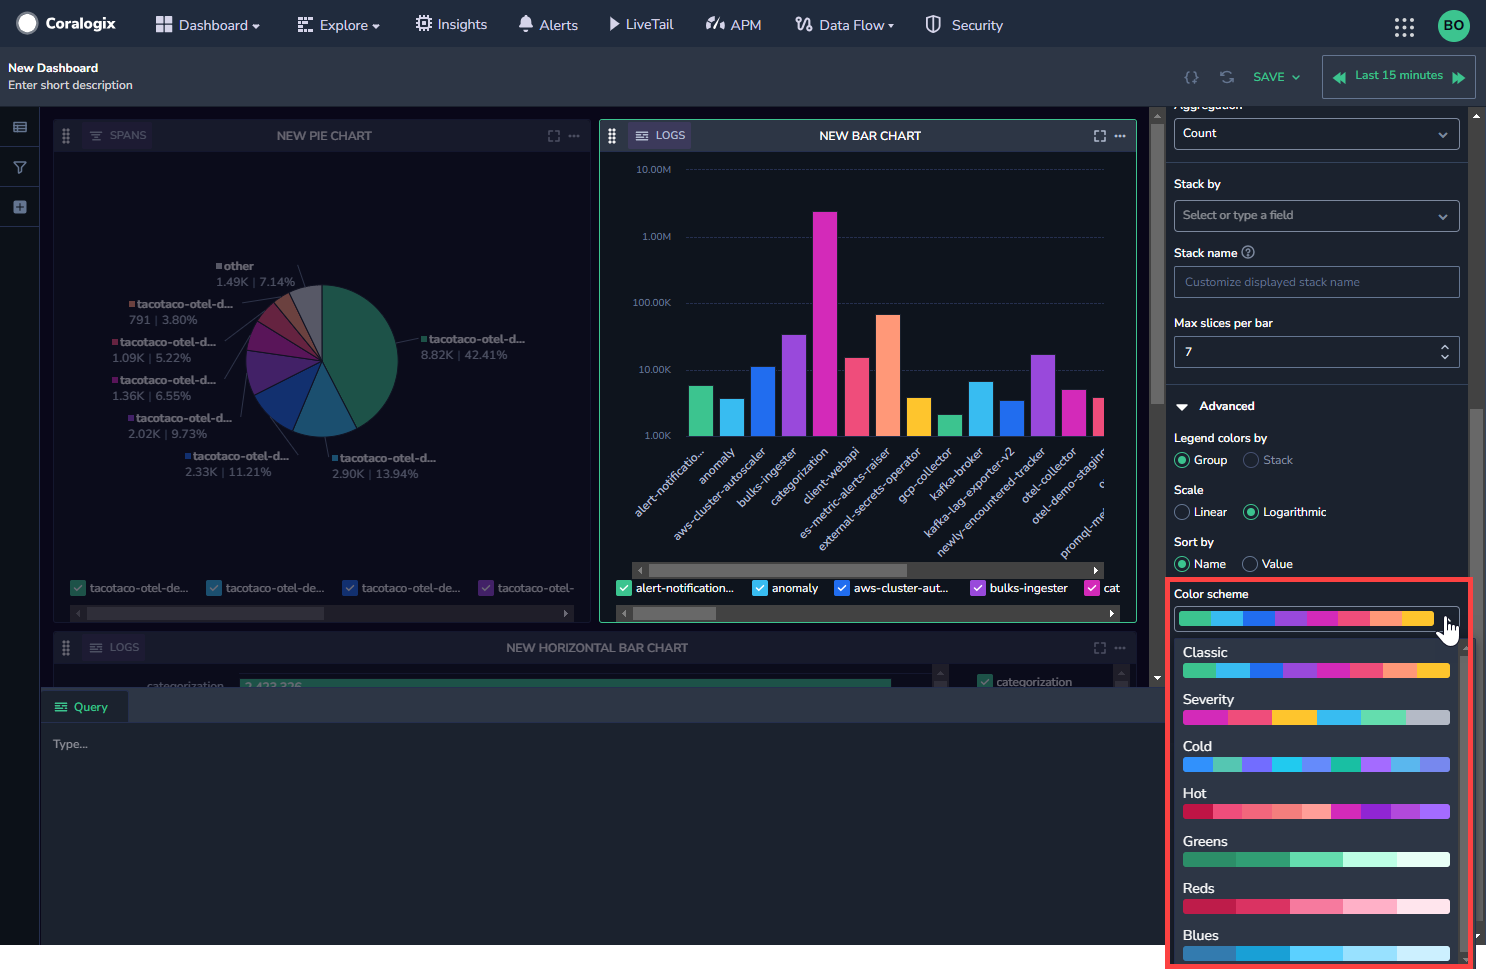 Coralogix
Dashboard
Explore
Insights
Alerts
LiveTail
APM
Data Flow
Security
BO
New Dashboard
Enter short description
SAVE
Last 15 minutes
SPANS
NEW PIE CHART
other
1.49K | 7.14%
tacotaco-otel-d...
791 | 3.80%
tacotaco-otel-d...
1.09K | 5.22%
tacotaco-otel-d...
1.36K | 6.55%
tacotaco-otel-d...
2.02K | 9.73%
tacotaco-otel-d...
2.33K | 11.21%
tacotaco-otel-d...
2.90K | 13.94%
tacotaco-otel-d...
8.82K | 42.41%
tacotaco-otel-de...
tacotaco-otel-de...
tacotaco-otel-de...
tacotaco-otel-
LOGS
NEW BAR CHART
10.00M
1.00M
100.00K
10.00K
1.00K
alert-notificatio...
anomaly
aws-cluster-autoscaler
bulks-ingester
categorization
client-webapi
es-metric-alerts-raiser
external-secrets-operator
gcp-collector
kafka-broker
kafka-lag-exporter-v2
newly-encountered-tracker
otel-collector
otel-demo-staging
promql-me
alert-notification...
anomaly
aws-cluster-aut...
bulks-ingester
cat
LOGS
NEW HORIZONTAL BAR CHART
categorization
2,423,326
categorization
Query
Type...
Aggregation
Count
Stack by
Select or type a field
Stack name
Customize displayed stack name
Max slices per bar
7
Advanced
Legend colors by
Group
Stack
Scale
Linear
Logarithmic
Sort by
Name
Value
Color scheme
Classic
Severity
Cold
Hot
Greens
Reds
Blues